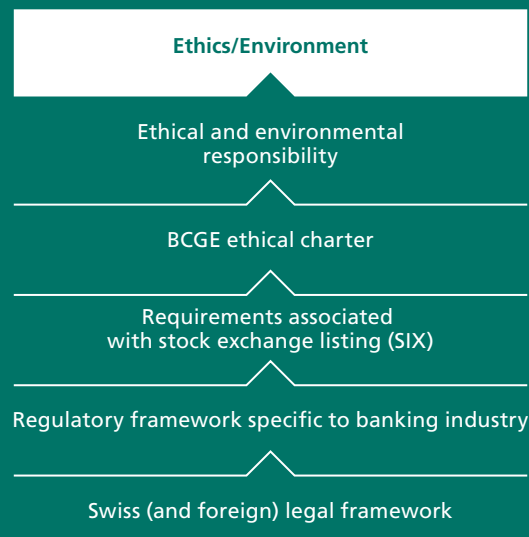 Ethics/Environment
Ethical and environmental
responsibility
BCGE ethical charter
Requirements associated
with stock exchange listing (SIX)
Regulatory framework specific to banking industry
Swiss (and foreign) legal framework